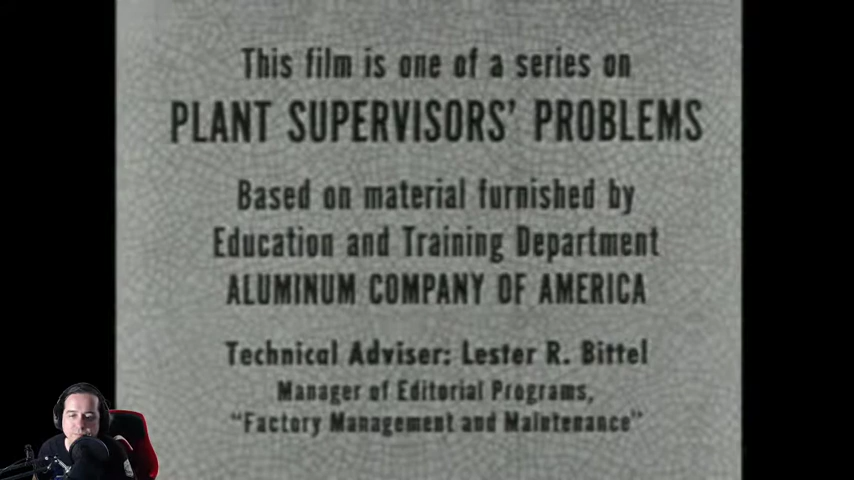 This film is one of a series on
PLANT SUPERVISORS' PROBLEMS
Based on material furnished by
Education and Training Department
ALUMINUM COMPANY OF AMERICA
Technical Adviser: Lester R. Bittel
Manager of Editorial Programs,
"Factory Management and Maintenance"